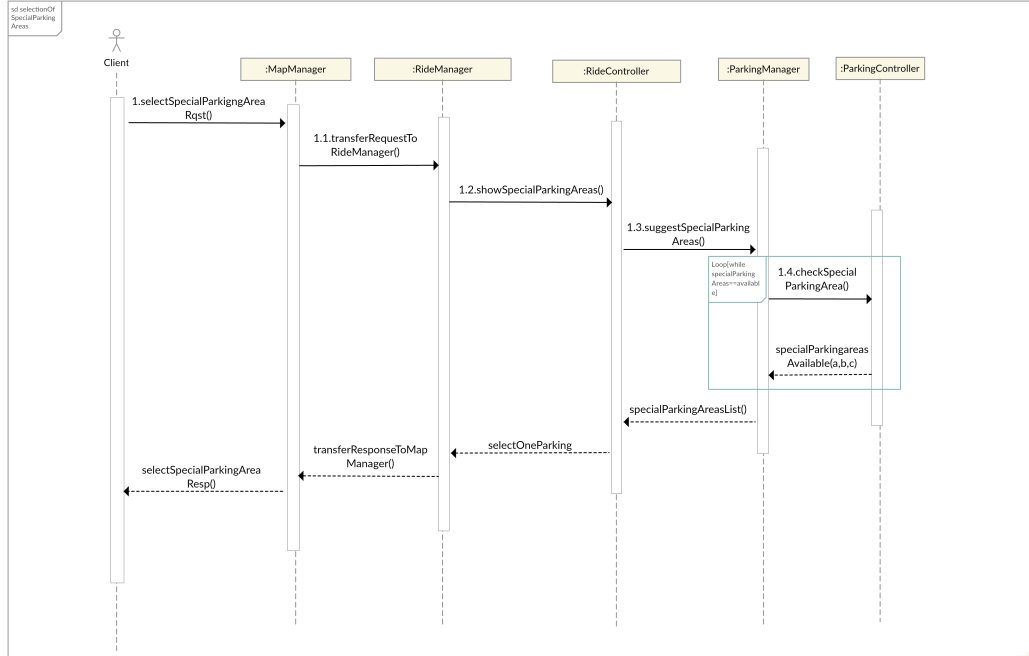 sd selectionOf
SpecialParking
Areas
Client
:MapManager
:RideManager
:RideController
:ParkingManager
:ParkingController
1.selectSpecialParkigngArea
Rqst()
1.1.transferRequestTo
RideManager()
1.2.showSpecialParkingAreas()
1.3.suggestSpecialParking
Areas()
Loop[while
specialParking
Areas==availabl
e]
1.4.checkSpecial
ParkingArea()
specialParkingareas
Available(a,b,c)
specialParkingAreasList()
selectOneParking
transferResponseToMap
Manager()
selectSpecialParkingArea
Resp()